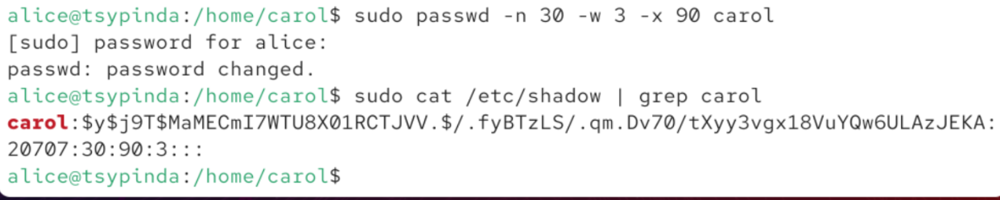 alice@tsypinda:/home/carol$ sudo passwd -n 30 -w 3 -x 90 carol
[sudo] password for alice:
passwd: password changed.
alice@tsypinda:/home/carol$ sudo cat /etc/shadow | grep carol
carol:$y$j9T$MaMECmI7WTU8X01RCTJVV.$/.fyBTzLS/.qm.Dv70/tXyy3vgx18VuYQw6ULAzJEKA:
20707:30:90:3:::
alice@tsypinda:/home/carol$